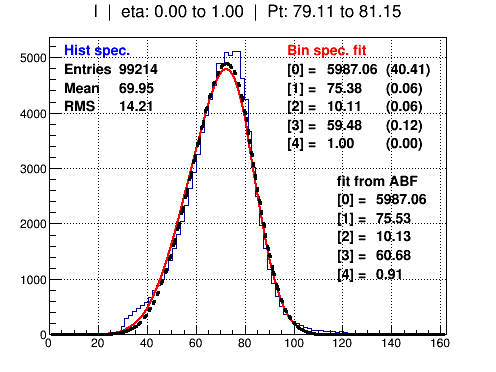 I | eta: 0.00 to 1.00 | Pt: 79.11 to 81.15
Hist spec.
Entries 99214
Mean 69.95
RMS 14.21
Bin spec. fit
[0] = 5987.06 (40.41)
[1] = 75.38 (0.06)
[2] = 10.11 (0.06)
[3] = 59.48 (0.12)
[4] = 1.00 (0.00)
fit from ABF
[0] = 5987.06
[1] = 75.53
[2] = 10.13
[3] = 60.68
[4] = 0.91
5000
4000
3000
2000
1000
0
0 20 40 60 80 100 120 140 160